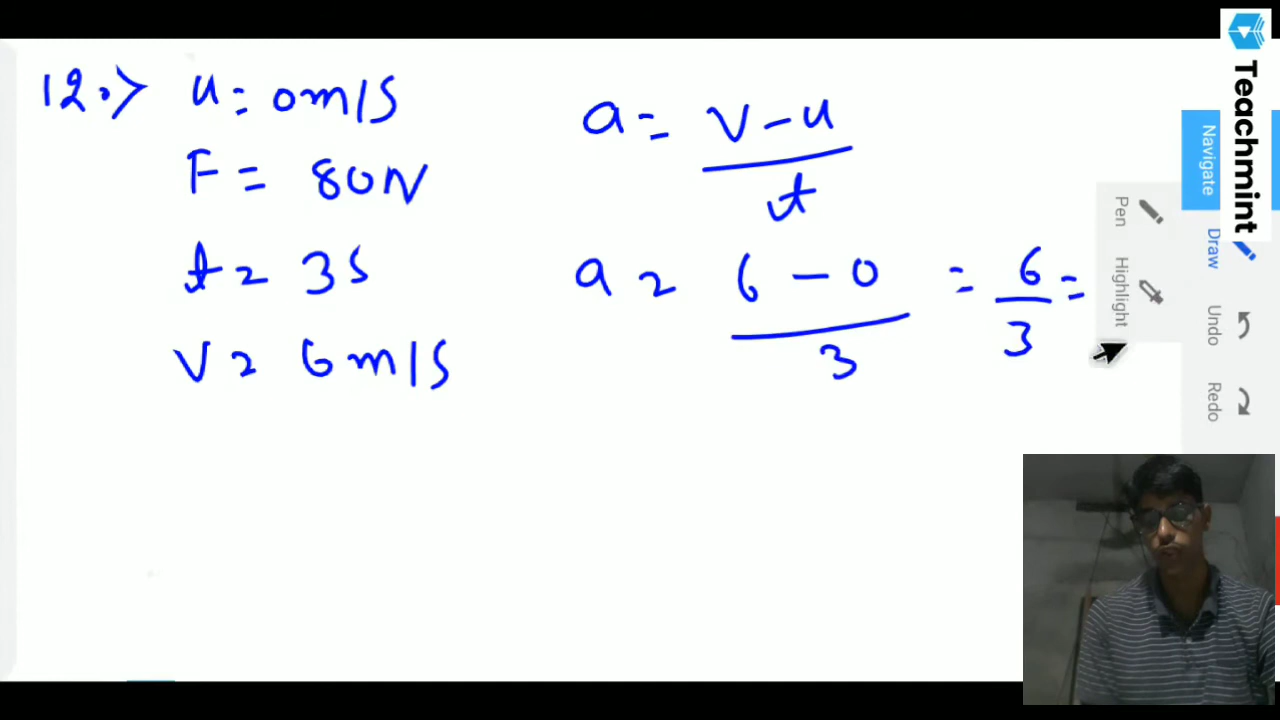 12.> u = 0m/s
F = 80N
t = 3s
v = 6m/s
a = v - u / t
a = 6 - 0 / 3 = 6 / 3 =
Teachmint
Navigate
Draw
Undo
Redo
Pen
Highlight